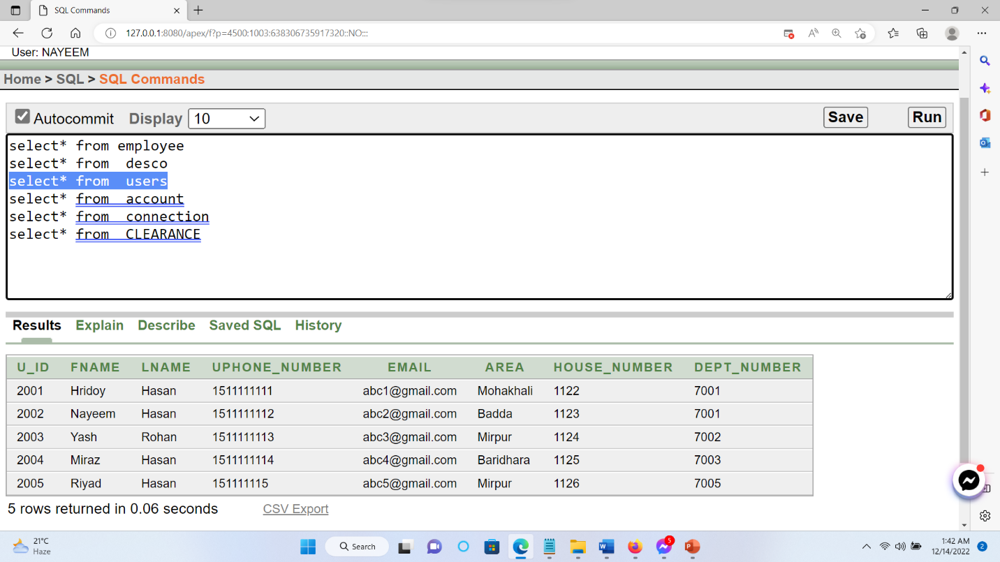 SQL Commands
127.0.0.1:8080/apex/f?p=4500:1003:638306735917320::NO:::
User: NAYEEM
Home > SQL > SQL Commands
Autocommit Display 10 Save Run
select* from employee
select* from  desco
select* from  users
select* from  account
select* from  connection
select* from  CLEARANCE
Results Explain Describe Saved SQL History
U_ID FNAME LNAME UPHONE_NUMBER EMAIL AREA HOUSE_NUMBER DEPT_NUMBER
2001 Hridoy Hasan 1511111111 abc1@gmail.com Mohakhali 1122 7001
2002 Nayeem Hasan 1511111112 abc2@gmail.com Badda 1123 7001
2003 Yash Rohan 1511111113 abc3@gmail.com Mirpur 1124 7002
2004 Miraz Hasan 1511111114 abc4@gmail.com Baridhara 1125 7003
2005 Riyad Hasan 151111115 abc5@gmail.com Mirpur 1126 7005
5 rows returned in 0.06 seconds CSV Export
21°C
Haze
Search
5
1:42 AM
12/14/2022
2